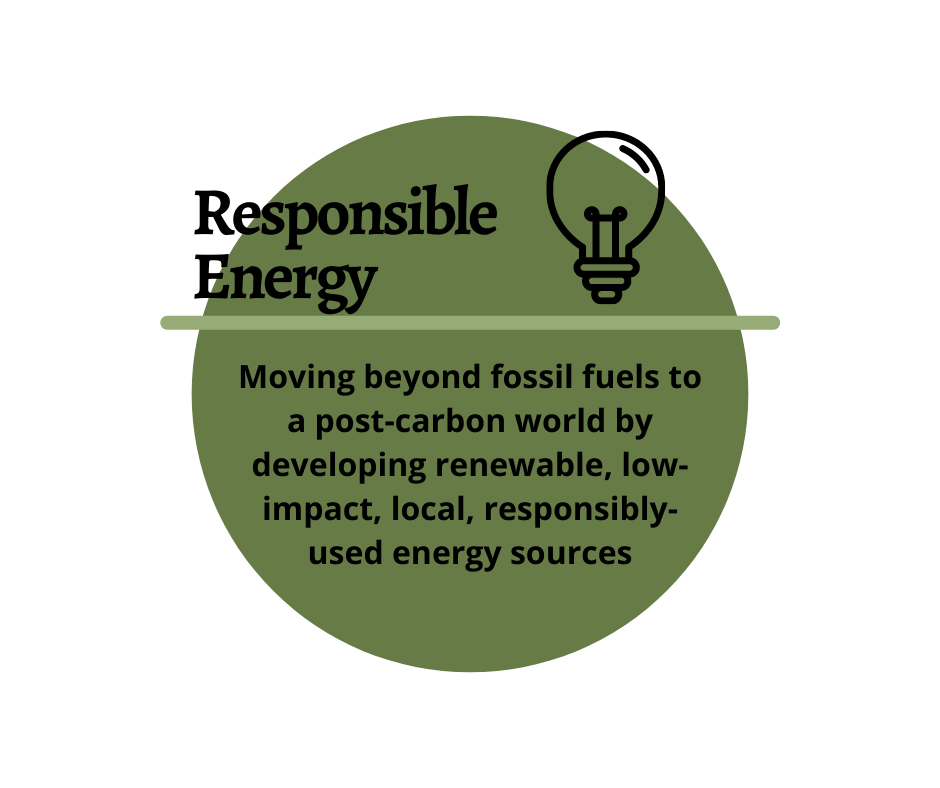 Responsible
Energy
Moving beyond fossil fuels to
a post-carbon world by
developing renewable, low-
impact, local, responsibly-
used energy sources